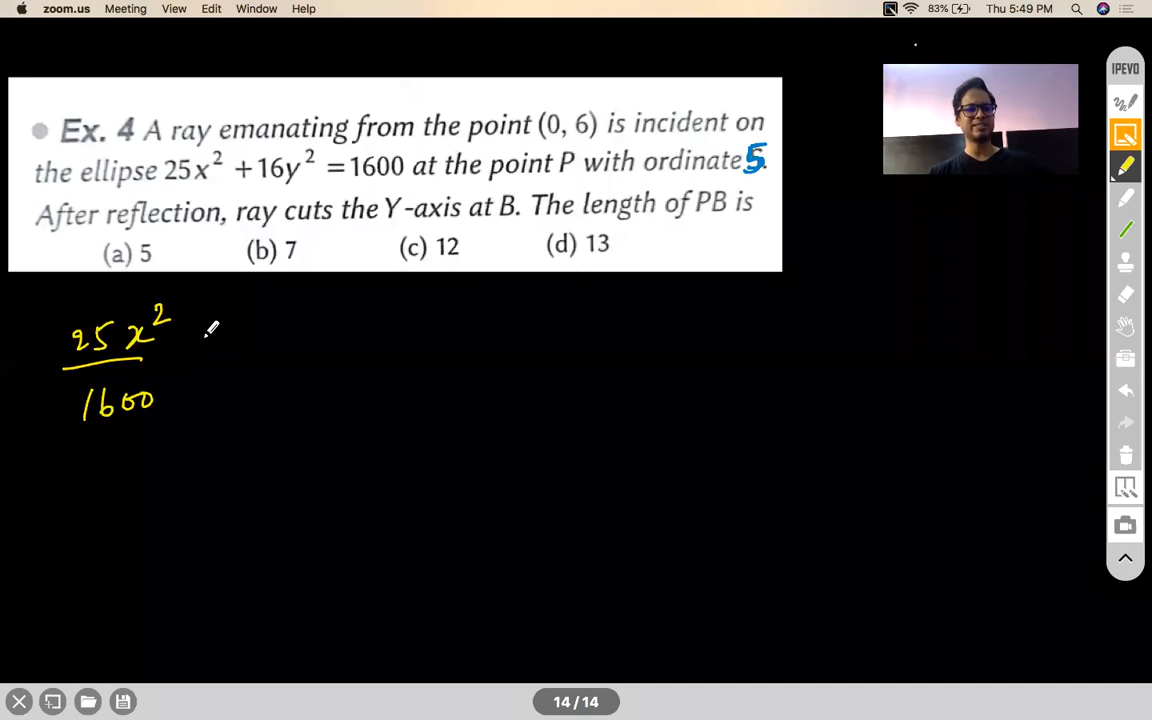 zoom.us Meeting View Window Edit Help 83% Thu 5:49 PM
IPEVO
Ex. 4 A ray emanating from the point (0, 6) is incident on
the ellipse 25x² + 16y² = 1600 at the point P with ordinate 5.
After reflection, ray cuts the Y-axis at B. The length of PB is
(a) 5 (b) 7 (c) 12 (d) 13
25 x²
1600
14 / 14